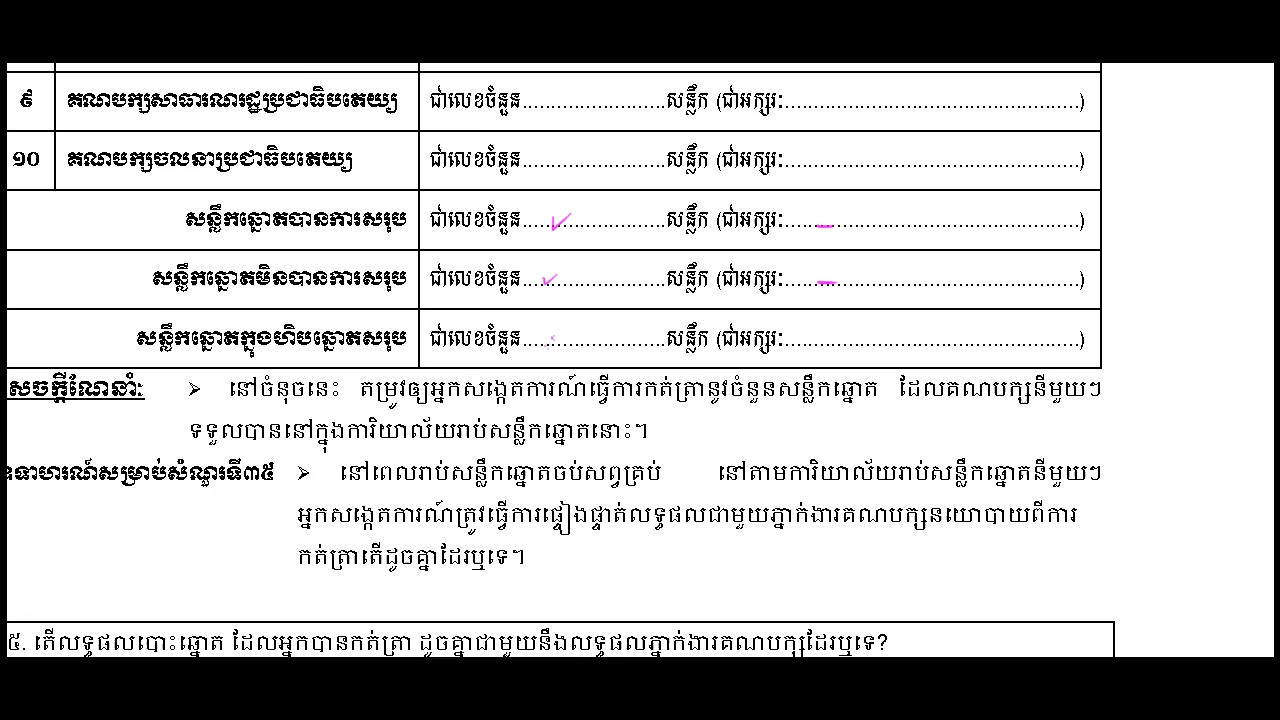 ៩ គណបក្សសាធារណរដ្ឋប្រជាធិបតេយ្យ ជាលេខចំនួន.........................សន្លឹក (ជាអក្សរៈ....................................................)
១០ គណបក្សចលនាប្រជាធិបតេយ្យ ជាលេខចំនួន.........................សន្លឹក (ជាអក្សរៈ....................................................)
សន្លឹកឆ្នោតបានការសរុប ជាលេខចំនួន.........................សន្លឹក (ជាអក្សរៈ....................................................)
សន្លឹកឆ្នោតមិនបានការសរុប ជាលេខចំនួន.........................សន្លឹក (ជាអក្សរៈ....................................................)
សន្លឹកឆ្នោតក្នុងហិបឆ្នោតសរុប ជាលេខចំនួន.........................សន្លឹក (ជាអក្សរៈ....................................................)
សេចក្តីណែនាំៈ ➢ នៅចំនុចនេះ តម្រូវឲ្យអ្នកសង្កេតការណ៍ធ្វើការកត់ត្រានូវចំនួនសន្លឹកឆ្នោត ដែលគណបក្សនីមួយៗ
ទទួលបាននៅក្នុងការិយាល័យរាប់សន្លឹកឆ្នោតនោះ។
ឧទាហរណ៍សម្រាប់សំណួរទី៣៥ ➢ នៅពេលរាប់សន្លឹកឆ្នោតចប់សព្វគ្រប់ នៅតាមការិយាល័យរាប់សន្លឹកឆ្នោតនីមួយៗ
អ្នកសង្កេតការណ៍ត្រូវធ្វើការផ្ទៀងផ្ទាត់លទ្ធផលជាមួយភ្នាក់ងារគណបក្សនយោបាយពីការ
កត់ត្រាតើដូចគ្នាដែរឬទេ។
៥. តើលទ្ធផលបោះឆ្នោត ដែលអ្នកបានកត់ត្រា ដូចគ្នាជាមួយនឹងលទ្ធផលភ្នាក់ងារគណបក្សដែរឬទេ?